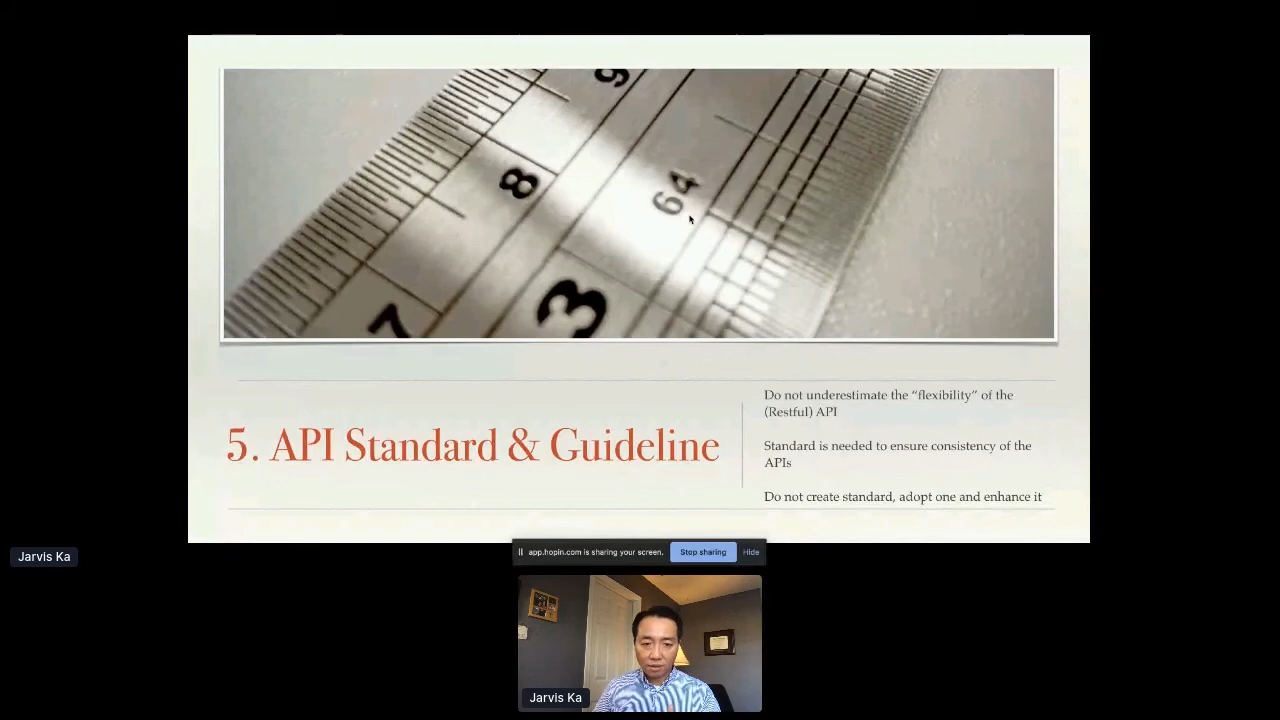 9
8
64
7
3
5. API Standard & Guideline
Do not underestimate the “flexibility” of the
(Restful) API
Standard is needed to ensure consistency of the
APIs
Do not create standard, adopt one and enhance it
Jarvis Ka
app.hopin.com is sharing your screen.
Stop sharing
Hide
Jarvis Ka